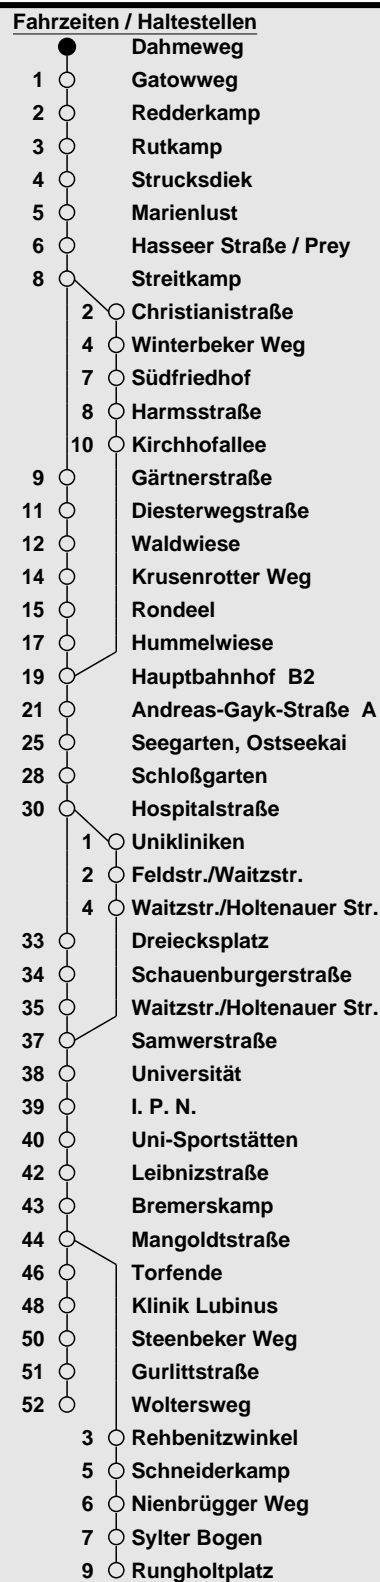 Fahrzeiten / Haltestellen
Dahmeweg
1 Gatowweg
2 Redderkamp
3 Rutkamp
4 Strucksdiek
5 Marienlust
6 Hasseer Straße / Prey
8 Streitkamp
2 Christianistraße
4 Winterbeker Weg
7 Südfriedhof
8 Harmsstraße
10 Kirchhofallee
9 Gärtnerstraße
11 Diesterwegstraße
12 Waldwiese
14 Krusenrotter Weg
15 Rondeel
17 Hummelwiese
19 Hauptbahnhof B2
21 Andreas-Gayk-Straße A
25 Seegarten, Ostseekai
28 Schloßgarten
30 Hospitalstraße
1 Unikliniken
2 Feldstr./Waitzstr.
4 Waitzstr./Holtenauer Str.
33 Dreiecksplatz
34 Schauenburgerstraße
35 Waitzstr./Holtenauer Str.
37 Samwerstraße
38 Universität
39 I. P. N.
40 Uni-Sportstätten
42 Leibnizstraße
43 Bremerskamp
44 Mangoldtstraße
46 Torfende
48 Klinik Lubinus
50 Steenbeker Weg
51 Gurlittstraße
52 Woltersweg
3 Rehbenitzwinkel
5 Schneiderkamp
6 Nienbrügger Weg
7 Sylter Bogen
9 Rungholtplatz